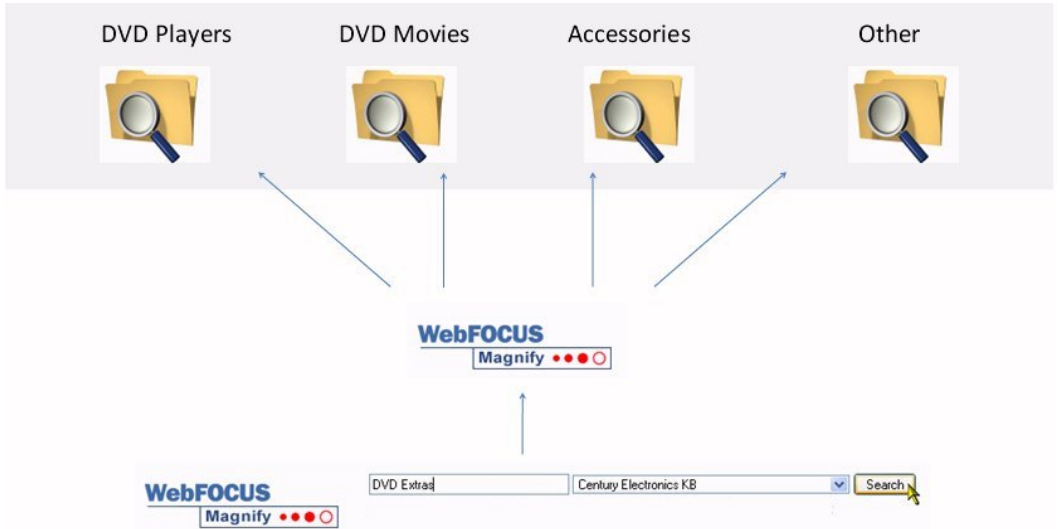 DVD Players DVD Movies Accessories Other
WebFOCUS
Magnify
DVD Extras Century Electronics KB Search
WebFOCUS
Magnify